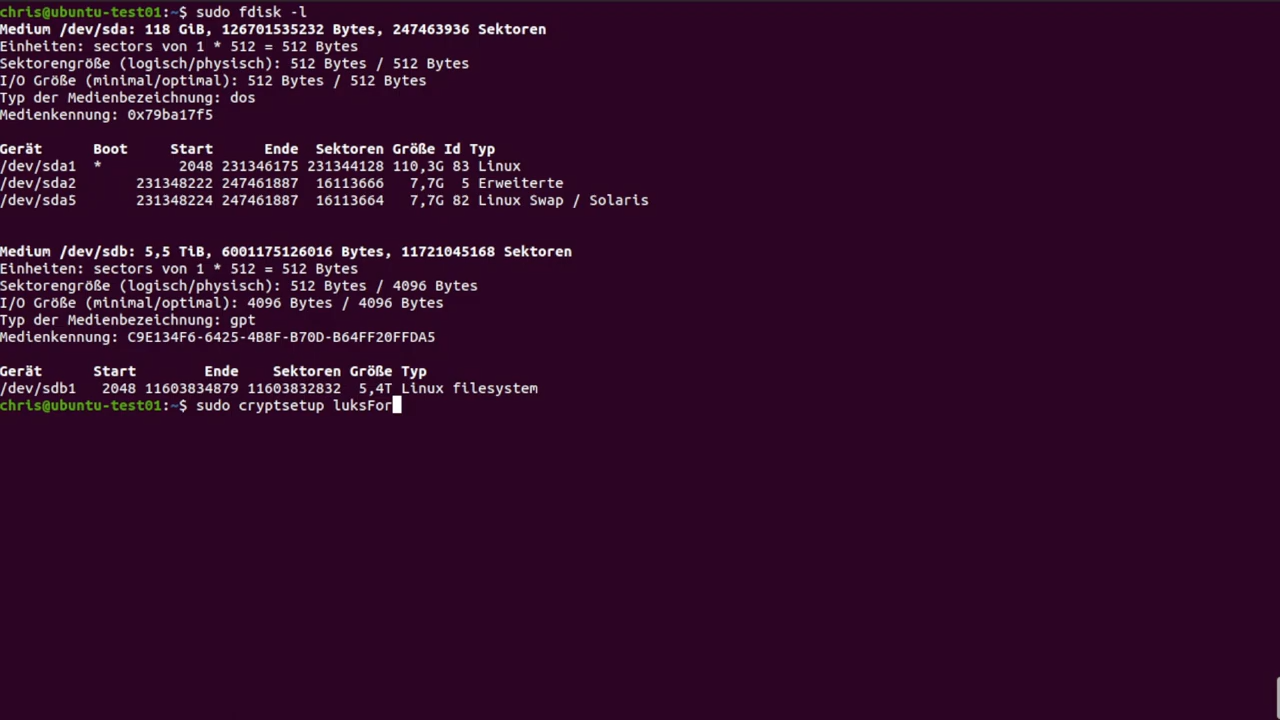 chris@ubuntu-test01:~$ sudo fdisk -l
Medium /dev/sda: 118 GiB, 126701535232 Bytes, 247463936 Sektoren
Einheiten: sectors von 1 * 512 = 512 Bytes
Sektorengröße (logisch/physisch): 512 Bytes / 512 Bytes
I/O Größe (minimal/optimal): 512 Bytes / 512 Bytes
Typ der Medienbezeichnung: dos
Medienkennung: 0x79ba17f5
Gerät Boot Start Ende Sektoren Größe Id Typ
/dev/sda1 * 2048 231346175 231344128 110,3G 83 Linux
/dev/sda2 231348222 247461887 16113666 7,7G 5 Erweiterte
/dev/sda5 231348224 247461887 16113664 7,7G 82 Linux Swap / Solaris
Medium /dev/sdb: 5,5 TiB, 6001175126016 Bytes, 11721045168 Sektoren
Einheiten: sectors von 1 * 512 = 512 Bytes
Sektorengröße (logisch/physisch): 512 Bytes / 4096 Bytes
I/O Größe (minimal/optimal): 4096 Bytes / 4096 Bytes
Typ der Medienbezeichnung: gpt
Medienkennung: C9E134F6-6425-4B8F-B70D-B64FF20FFDA5
Gerät Start Ende Sektoren Größe Typ
/dev/sdb1 2048 11603834879 11603832832 5,4T Linux filesystem
chris@ubuntu-test01:~$ sudo cryptsetup luksFor